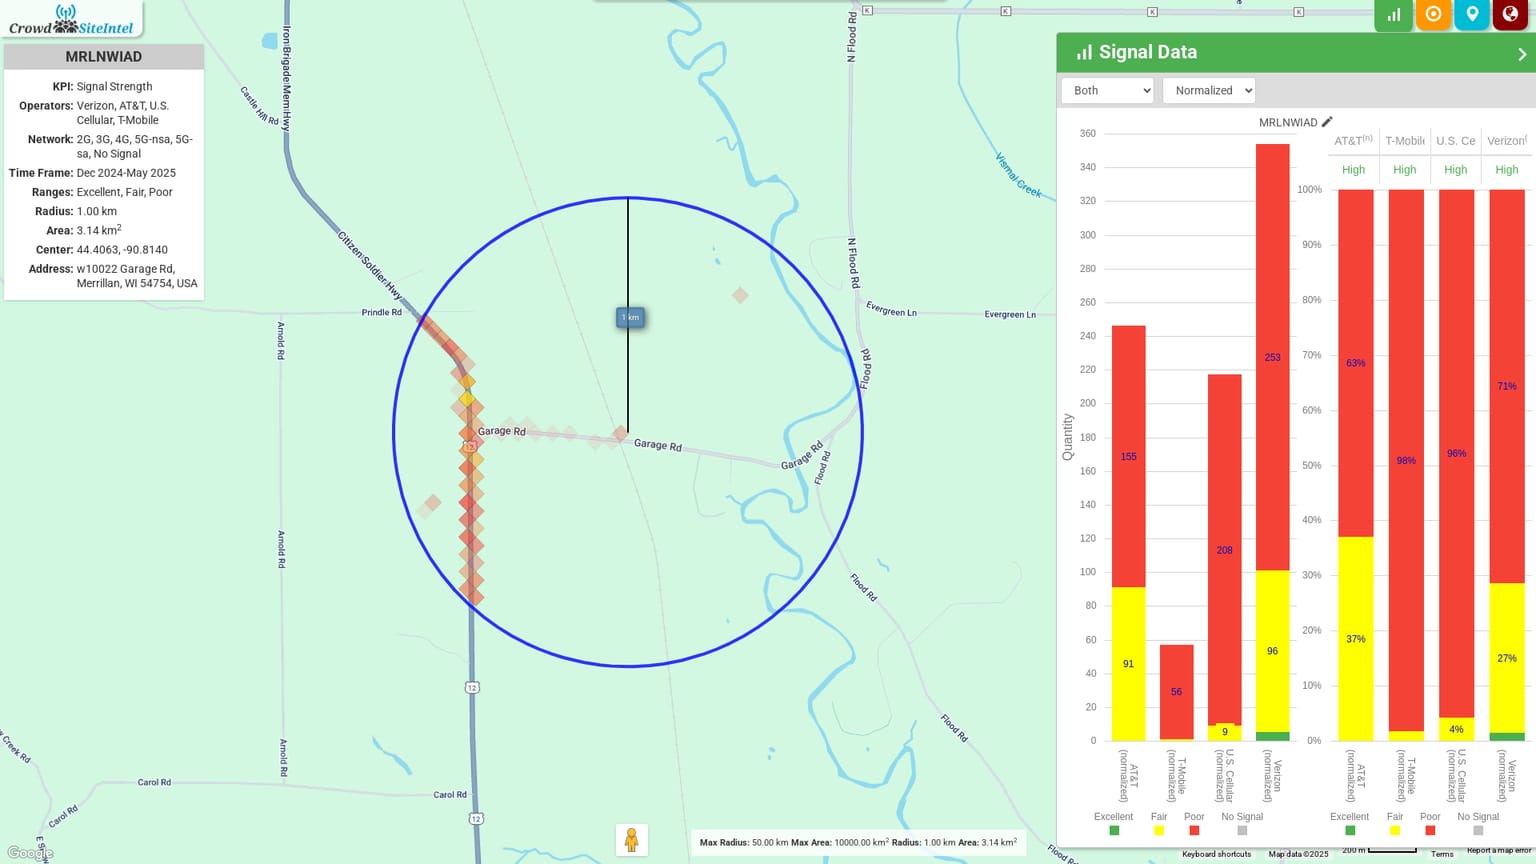 Crowd SiteIntel
MRLNWIAD
KPI: Signal Strength
Operators: Verizon, AT&T, U.S.
Cellular, T-Mobile
Network: 2G, 3G, 4G, 5G-nsa, 5G-
sa, No Signal
Time Frame: Dec 2024-May 2025
Ranges: Excellent, Fair, Poor
Radius: 1.00 km
Area: 3.14 km2
Center: 44.4063, -90.8140
Address: w10022 Garage Rd,
Merrillan, WI 54754, USA
Iron Brigade Mem Hwy
Castle Hill Rd
Citizen Soldier Hwy
Prindle Rd
Arnold Rd
Arnold Rd
Arnold Rd
Carol Rd
Carol Rd
Carol Rd
12
12
12
Garage Rd
Garage Rd
Garage Rd
1 km
N Flood Rd
N Flood Rd
Flood Rd
Flood Rd
Flood Rd
Flood Rd
Flood Rd
Evergreen Ln
Evergreen Ln
Vismal Creek
K
K
K
K
Google
Max Radius: 50.00 km Max Area: 10000.00 km2 Radius: 1.00 km Area: 3.14 km2
Signal Data
Both
Normalized
MRLNWIAD
Quantity
360
340
320
300
280
260
240
220
200
180
160
140
120
100
80
60
40
20
0
155
91
56
208
9
253
96
AT&T
(normalized)
T-Mobile
(normalized)
U.S. Cellular
(normalized)
Verizon
(normalized)
Excellent Fair Poor No Signal
AT&T(n) T-Mobile U.S. Ce Verizon(
High High High High
100%
90%
80%
70%
60%
50%
40%
30%
20%
10%
0%
63%
37%
98%
96%
4%
71%
27%
AT&T
(normalized)
T-Mobile
(normalized)
U.S. Cellular
(normalized)
Verizon
(normalized)
Excellent Fair Poor No Signal
Keyboard shortcuts Map data ©2025 200 m Terms Report a map error